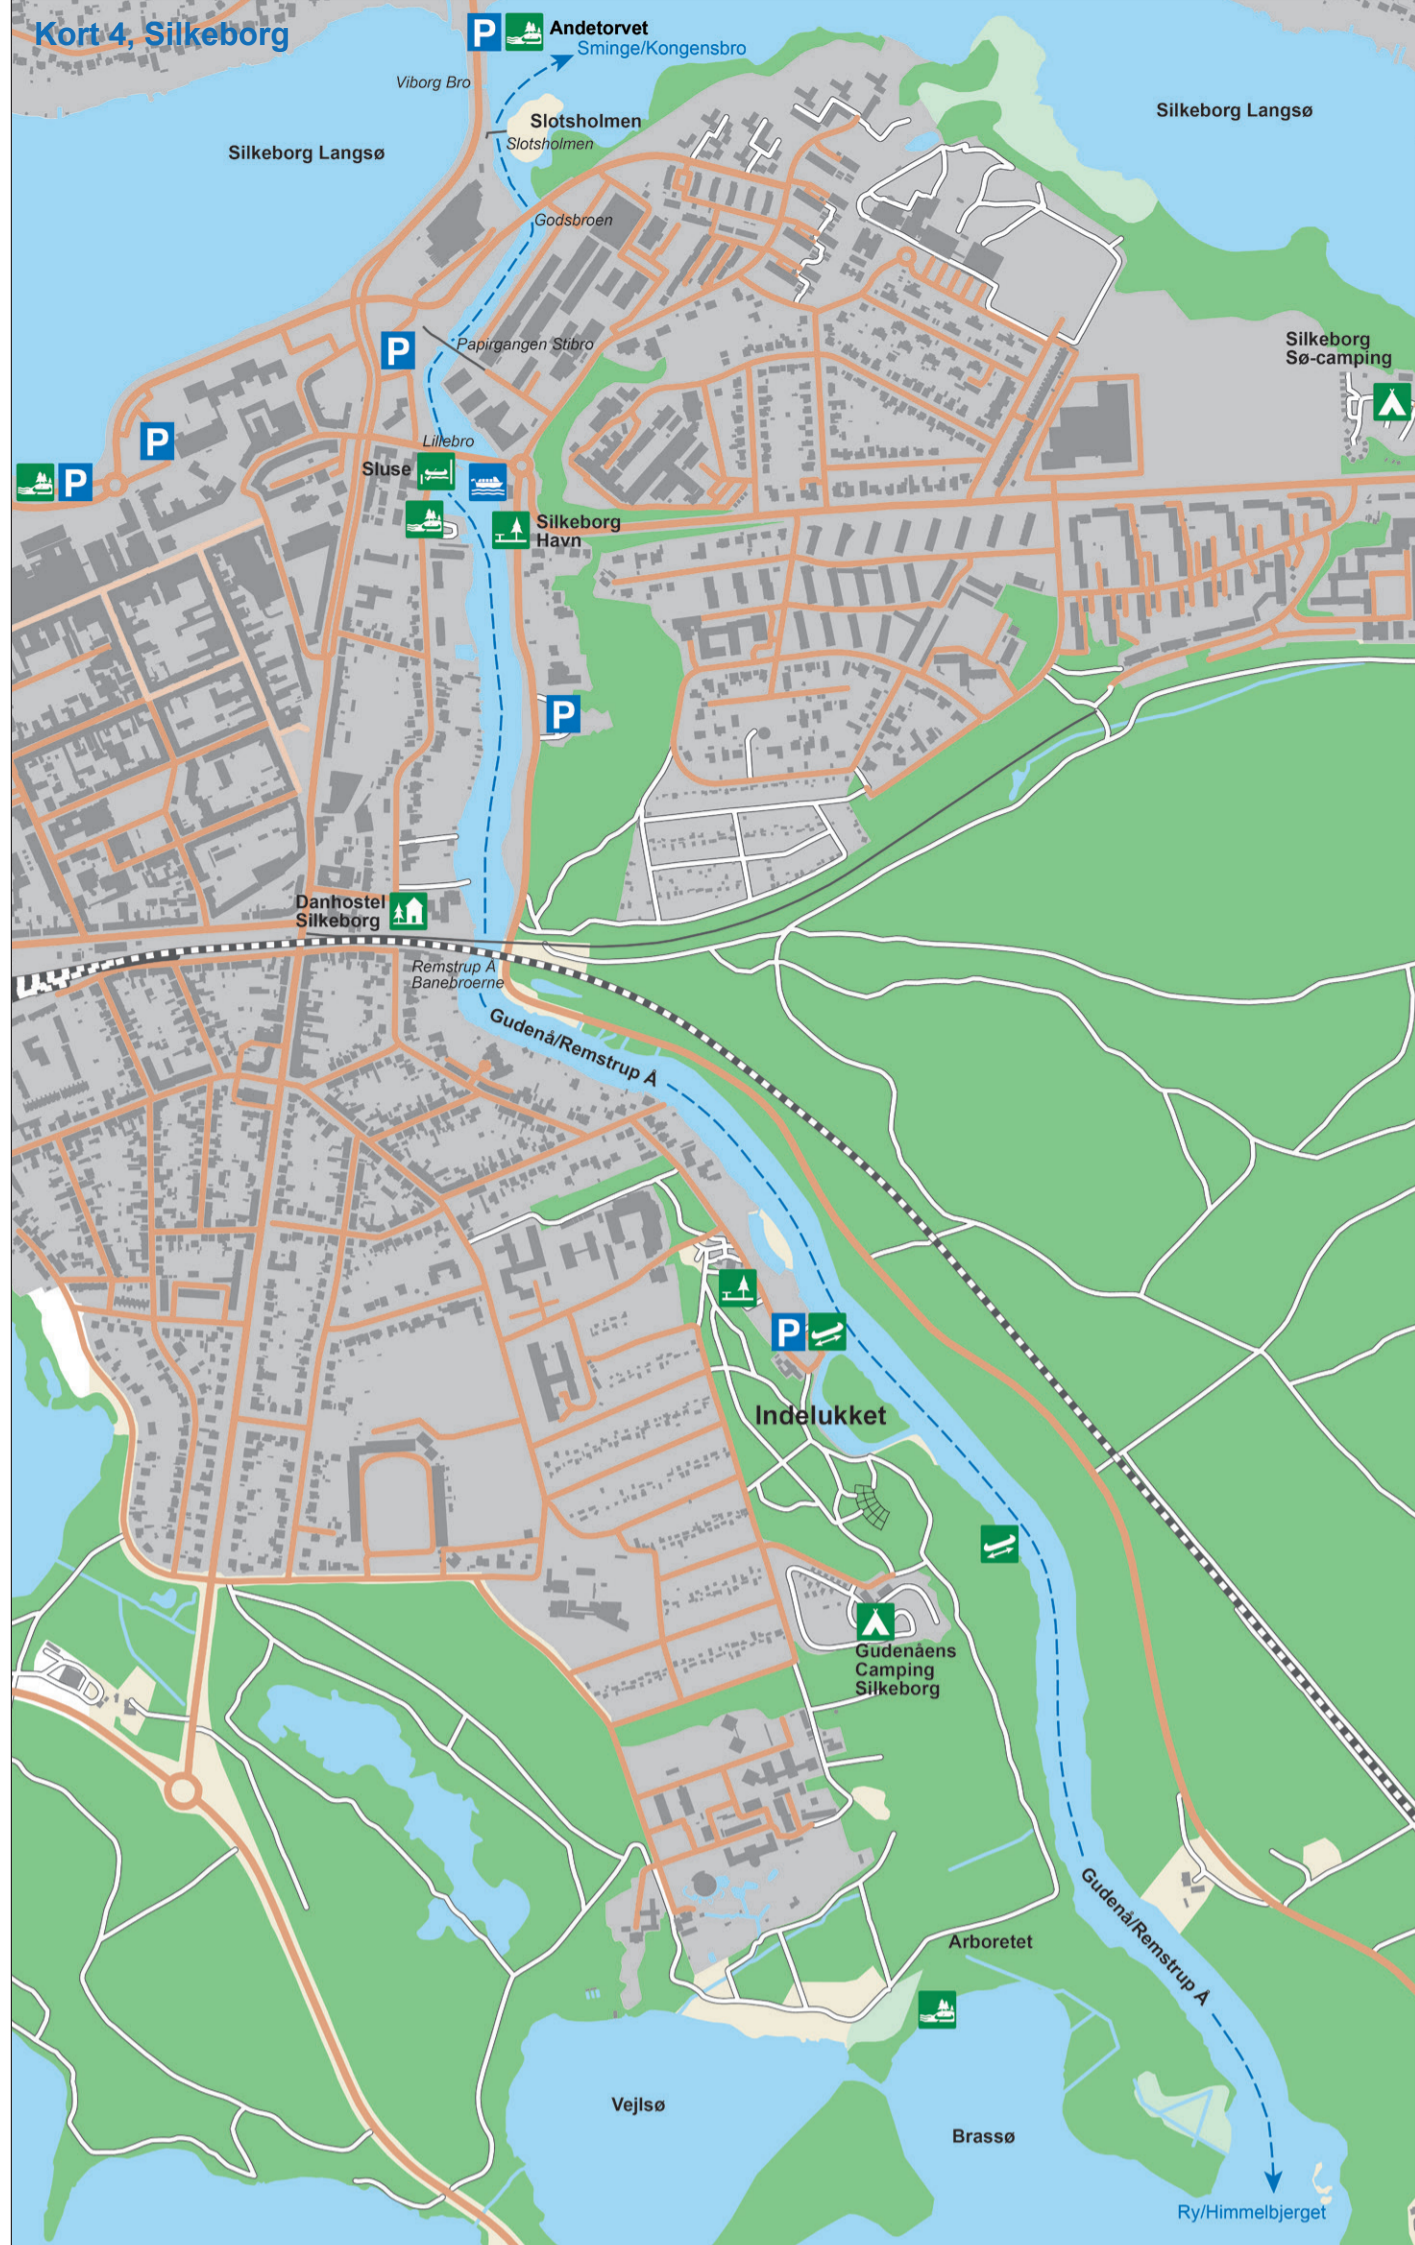 Kort 4, Silkeborg
P
Andetorvet
Sminge/Kongensbro
Viborg Bro
Slotsholmen
Slotsholmen
Silkeborg Langsø
Silkeborg Langsø
Godsbroen
Silkeborg
Sø-camping
P
Papirgangen Stibro
P
Lillebro
Sluse
P
Silkeborg
Havn
P
Danhostel
Silkeborg
Remstrup Å
Banebroerne
Gudenå/Remstrup Å
P
Indelukket
Gudenåens
Camping
Silkeborg
Gudenå/Remstrup Å
Arboretet
Vejlsø
Brassø
Ry/Himmelbjerget